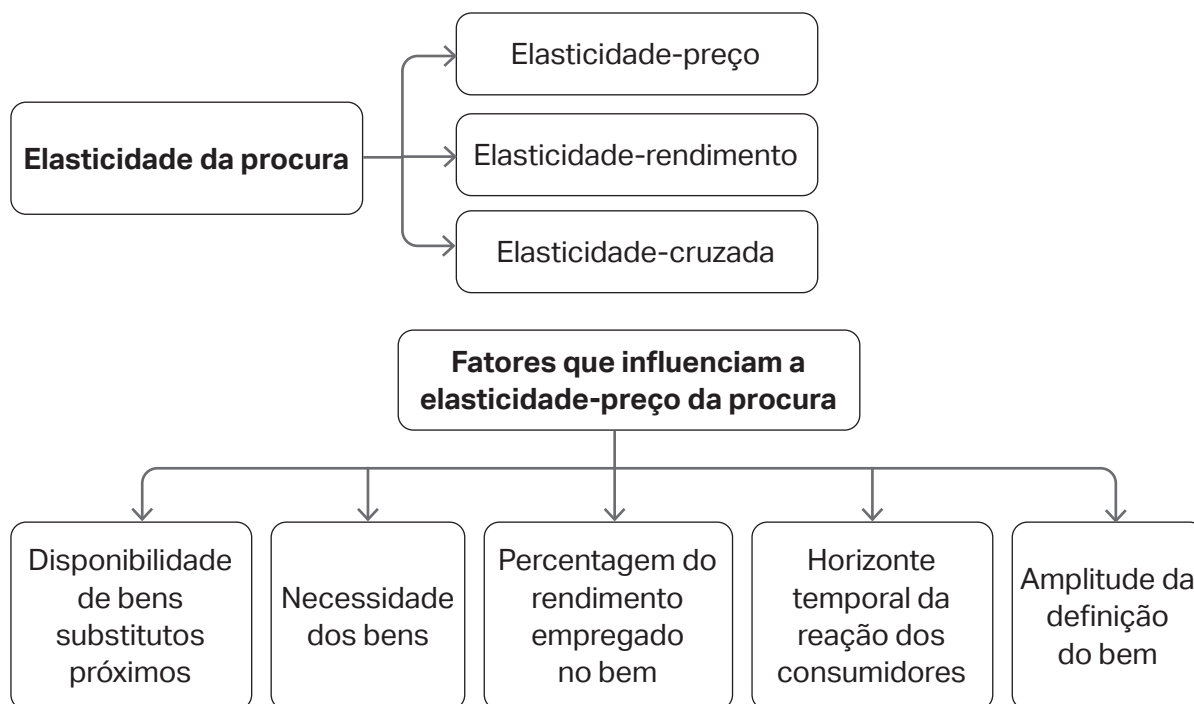 Elasticidade da procura
Elasticidade-preço
Elasticidade-rendimento
Elasticidade-cruzada
Fatores que influenciam a
elasticidade-preço da procura
Disponibilidade
de bens
substitutos
próximos
Necessidade
dos bens
Percentagem do
rendimento
empregado
no bem
Horizonte
temporal da
reação dos
consumidores
Amplitude da
definição
do bem